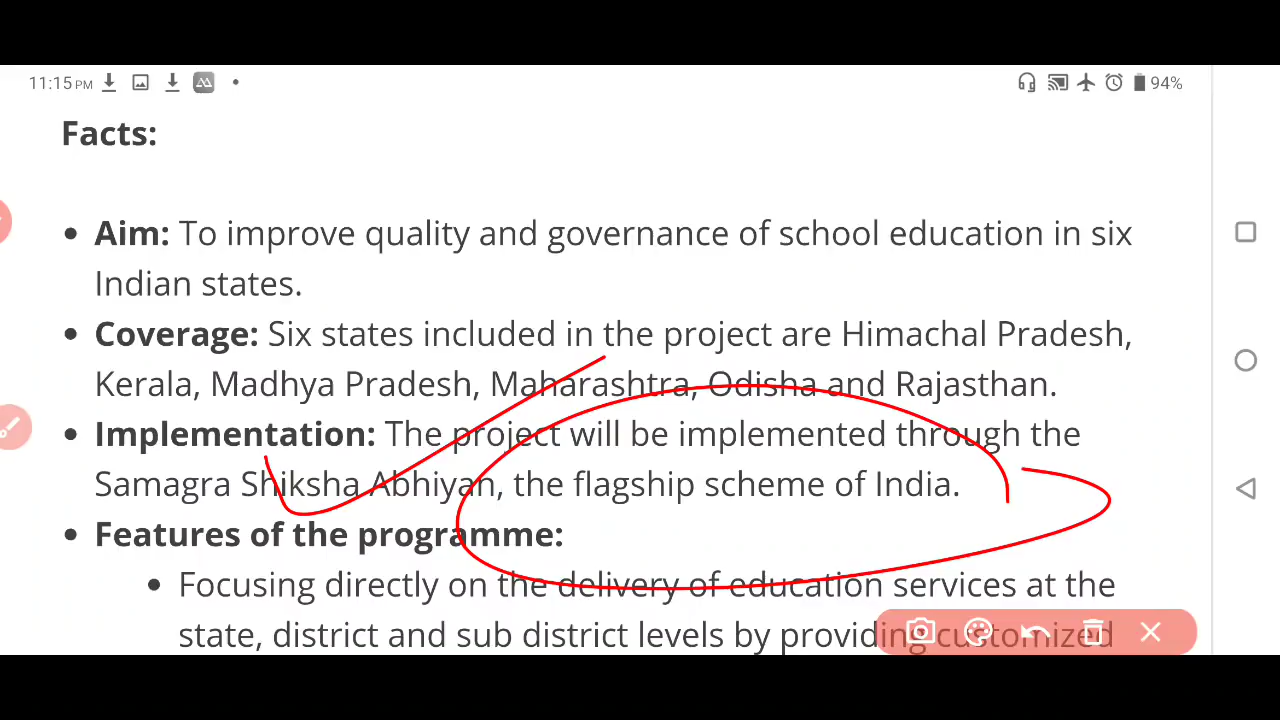 11:15 PM 94%
Facts:
• Aim: To improve quality and governance of school education in six
Indian states.
• Coverage: Six states included in the project are Himachal Pradesh,
Kerala, Madhya Pradesh, Maharashtra, Odisha and Rajasthan.
• Implementation: The project will be implemented through the
Samagra Shiksha Abhiyan, the flagship scheme of India.
• Features of the programme:
• Focusing directly on the delivery of education services at the
state, district and sub district levels by providing customized